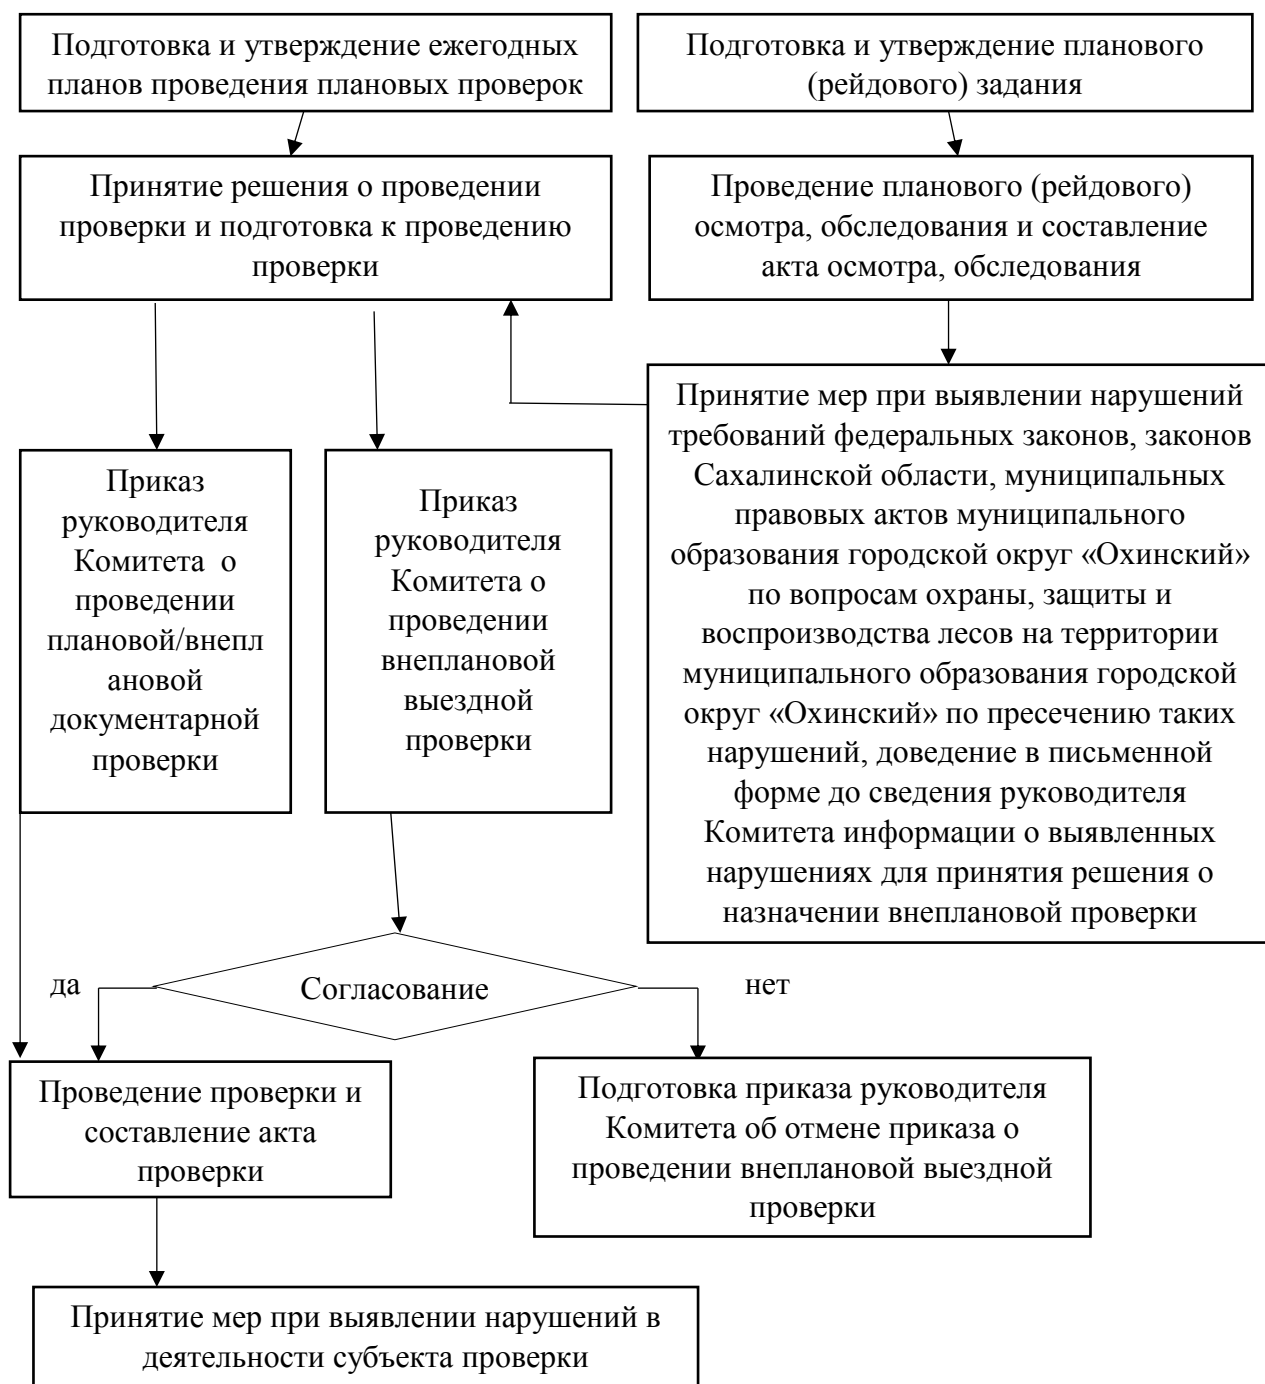 Подготовка и утверждение ежегодных
планов проведения плановых проверок
Подготовка и утверждение планового
(рейдового) задания
Принятие решения о проведении
проверки и подготовка к проведению
проверки
Проведение планового (рейдового)
осмотра, обследования и составление
акта осмотра, обследования
Приказ
руководителя
Комитета о
проведении
плановой/внепл
ановой
документарной
проверки
Приказ
руководителя
Комитета о
проведении
внеплановой
выездной
проверки
Принятие мер при выявлении нарушений
требований федеральных законов, законов
Сахалинской области, муниципальных
правовых актов муниципального
образования городской округ «Охинский»
по вопросам охраны, защиты и
воспроизводства лесов на территории
муниципального образования городской
округ «Охинский» по пресечению таких
нарушений, доведение в письменной
форме до сведения руководителя
Комитета информации о выявленных
нарушениях для принятия решения о
назначении внеплановой проверки
да
Согласование
нет
Проведение проверки и
составление акта
проверки
Подготовка приказа руководителя
Комитета об отмене приказа о
проведении внеплановой выездной
проверки
Принятие мер при выявлении нарушений в
деятельности субъекта проверки